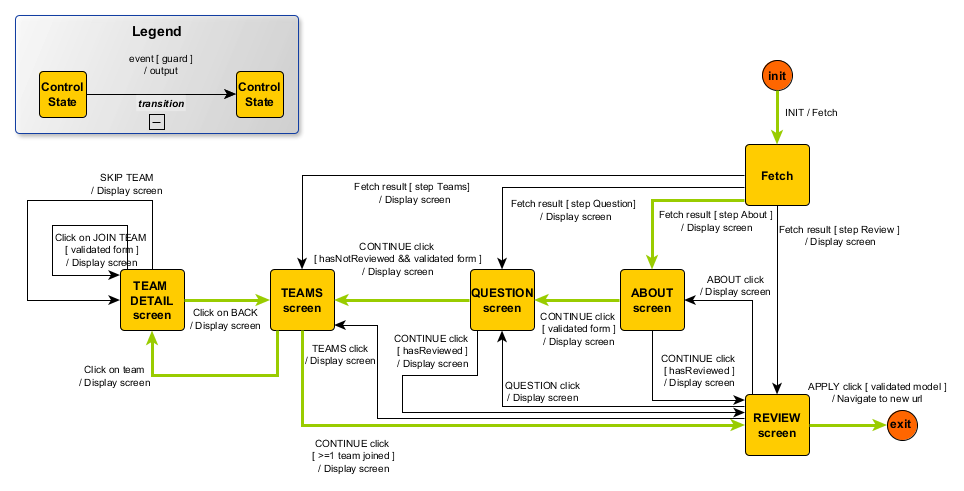 Legend
event [ guard ]
/ output
Control
State
transition
Control
State
init
INIT / Fetch
Fetch
SKIP TEAM
/ Display screen
Fetch result [ step Teams]
/ Display screen
Fetch result [ step Question]
/ Display screen
Fetch result [ step About ]
/ Display screen
Fetch result [ step Review ]
/ Display screen
Click on JOIN TEAM
[ validated form ]
/ Display screen
CONTINUE click
[ hasNotReviewed && validated form ]
/ Display screen
ABOUT click
/ Display screen
TEAM
DETAIL
screen
TEAMS
screen
QUESTION
screen
ABOUT
screen
Click on BACK
/ Display screen
CONTINUE click
[ validated form ]
/ Display screen
TEAMS click
/ Display screen
CONTINUE click
[ hasReviewed ]
/ Display screen
CONTINUE click
[ hasReviewed ]
/ Display screen
Click on team
/ Display screen
QUESTION click
/ Display screen
APPLY click [ validated model ]
/ Navigate to new url
REVIEW
screen
exit
CONTINUE click
[ >=1 team joined ]
/ Display screen